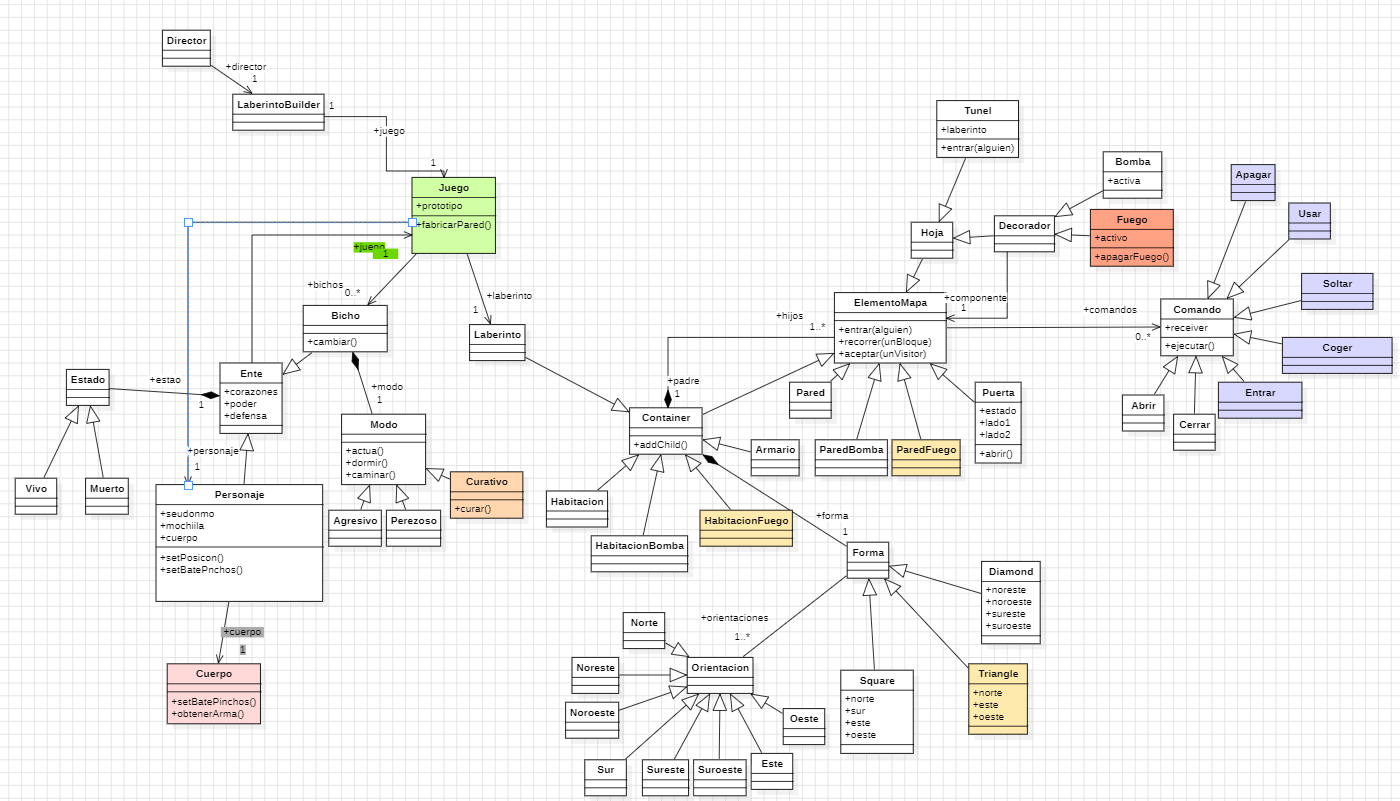 Director
+director
1
LaberintoBuilder
1
+juego
1
Juego
+prototipo
+fabricarPared()
+juego
1
+bichos
0..*
+laberinto
1
Bicho
+cambiar()
Laberinto
Estado
+estao
1
Ente
+corazones
+poder
+defensa
+modo
1
Modo
+actua()
+dormir()
+caminar()
Curativo
+curar()
Agresivo
Perezoso
Vivo
Muerto
+personaje
1
Personaje
+seudonmo
+mochiila
+cuerpo
+setPosicon()
+setBatePnchos()
+cuerpo
1
Cuerpo
+setBatePinchos()
+obtenerArma()
Tunel
+laberinto
+entrar(alguien)
Hoja
Decorador
Bomba
+activa
Fuego
+activo
+apagarFuego()
+componente
1
ElementoMapa
+entrar(alguien)
+recorrer(unBloque)
+aceptar(unVisitor)
+hijos
1..*
+padre
1
+comandos
0..*
Apagar
Usar
Soltar
Coger
Entrar
Comando
+receiver
+ejecutar()
Abrir
Cerrar
Pared
ParedBomba
ParedFuego
Puerta
+estado
+lado1
+lado2
+abrir()
Container
+addChild()
Armario
Habitacion
HabitacionBomba
HabitacionFuego
+forma
1
Forma
Diamond
+noreste
+noroeste
+sureste
+suroeste
Square
+norte
+sur
+este
+oeste
Triangle
+norte
+este
+oeste
+orientaciones
1..*
Orientacion
Norte
Noreste
Noroeste
Sur
Sureste
Suroeste
Este
Oeste